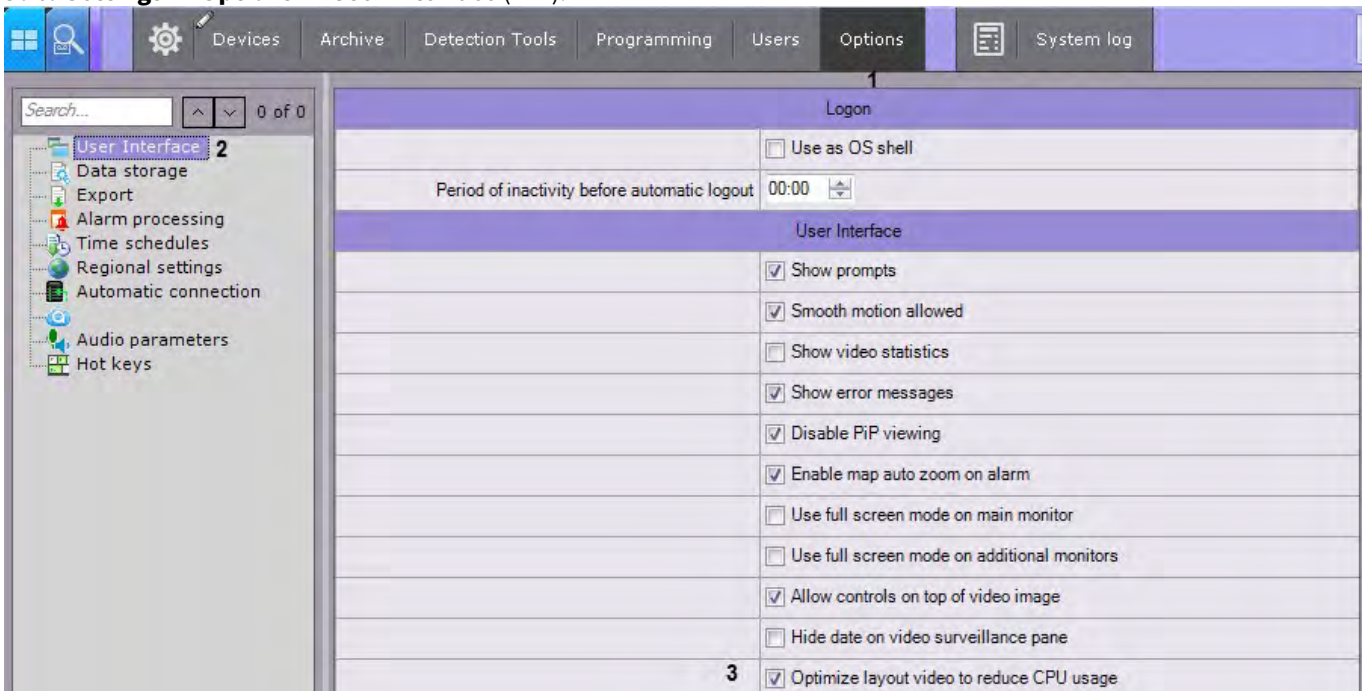 Devices Archive Detection Tools Programming Users Options System log
1
Search... 0 of 0
User Interface 2
Data storage
Export
Alarm processing
Time schedules
Regional settings
Automatic connection
Audio parameters
Hot keys
Logon
Use as OS shell
Period of inactivity before automatic logout 00:00
User Interface
Show prompts
Smooth motion allowed
Show video statistics
Show error messages
Disable PiP viewing
Enable map auto zoom on alarm
Use full screen mode on main monitor
Use full screen mode on additional monitors
Allow controls on top of video image
Hide date on video surveillance pane
3 Optimize layout video to reduce CPU usage